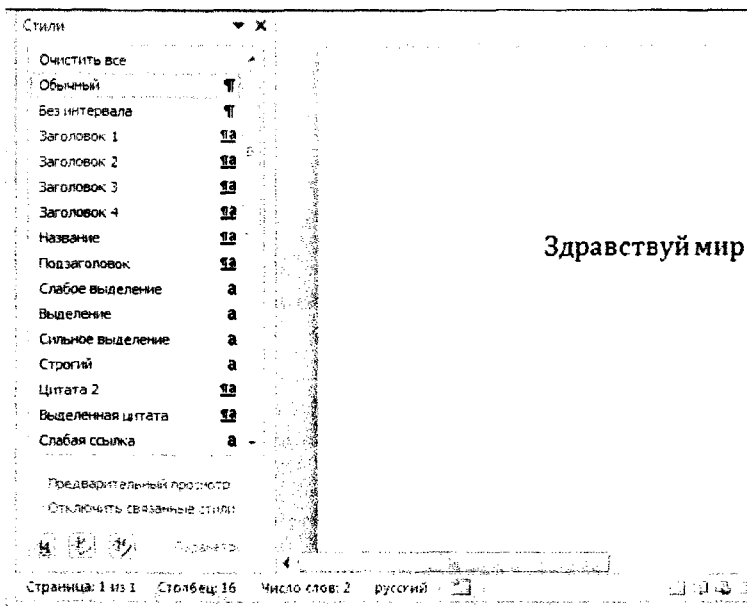 Стили
Очистить все
Обычный ¶
Без интервала ¶
Заголовок 1 ¶a
Заголовок 2 ¶a
Заголовок 3 ¶a
Заголовок 4 ¶a
Название ¶a
Подзаголовок ¶a
Слабое выделение a
Выделение a
Сильное выделение a
Строгий a
Цитата 2 ¶a
Выделенная цитата ¶a
Слабая ссылка a
Предварительный просмотр
Отключить связанные стили
Здравствуй мир
Страница: 1 из 1 Столбец: 16 Число слов: 2 русский